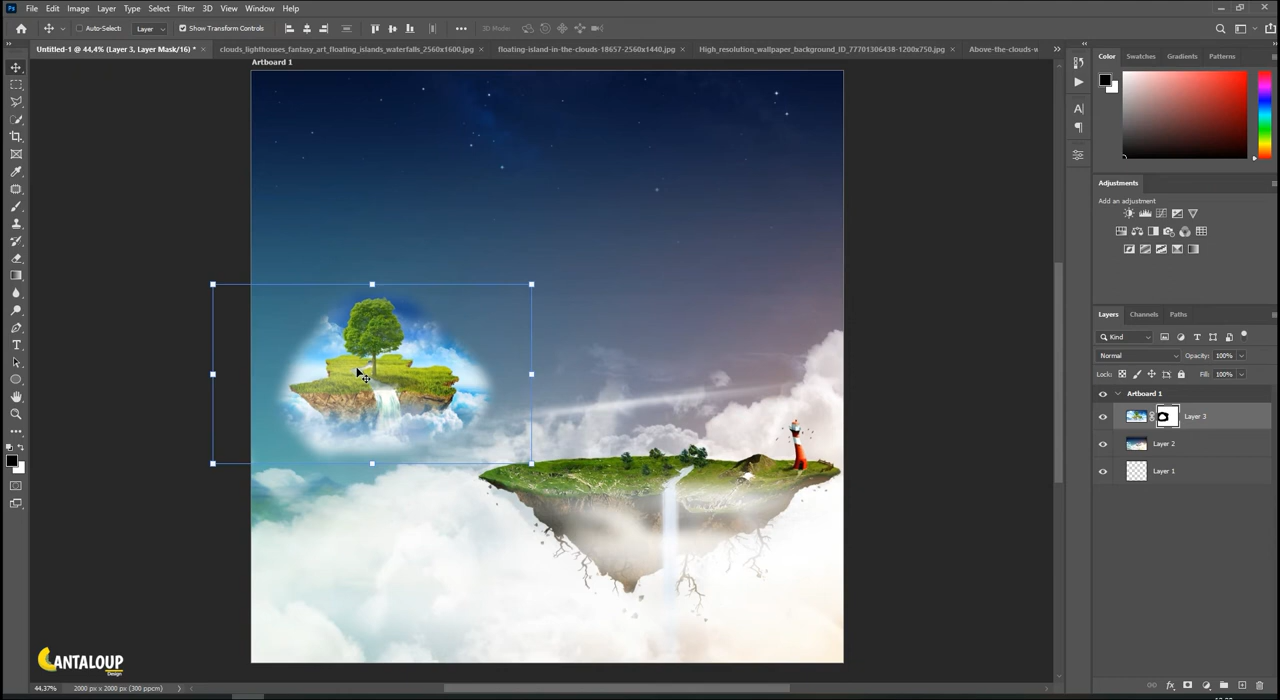 File Edit Image Layer Type Select Filter 3D View Window Help
Auto-Select: Layer Show Transform Controls 3D Mode:
Untitled-1 @ 44,4% (Layer 3, Layer Mask/16) * × clouds_lighthouses_fantasy_art_floating_islands_waterfalls_2560x1600.jpg × floating-island-in-the-clouds-18657-2560x1440.jpg × High_resolution_wallpaper_background_ID_77701306438-1200x750.jpg × Above-the-clouds-w
Artboard 1
Color Swatches Gradients Patterns
Adjustments
Add an adjustment
Layers Channels Paths
Kind
Normal Opacity: 100%
Lock: Fill: 100%
Artboard 1
Layer 3
Layer 2
Layer 1
CANTALOUP
Design
44,37% 2000 px x 2000 px (300 ppcm)